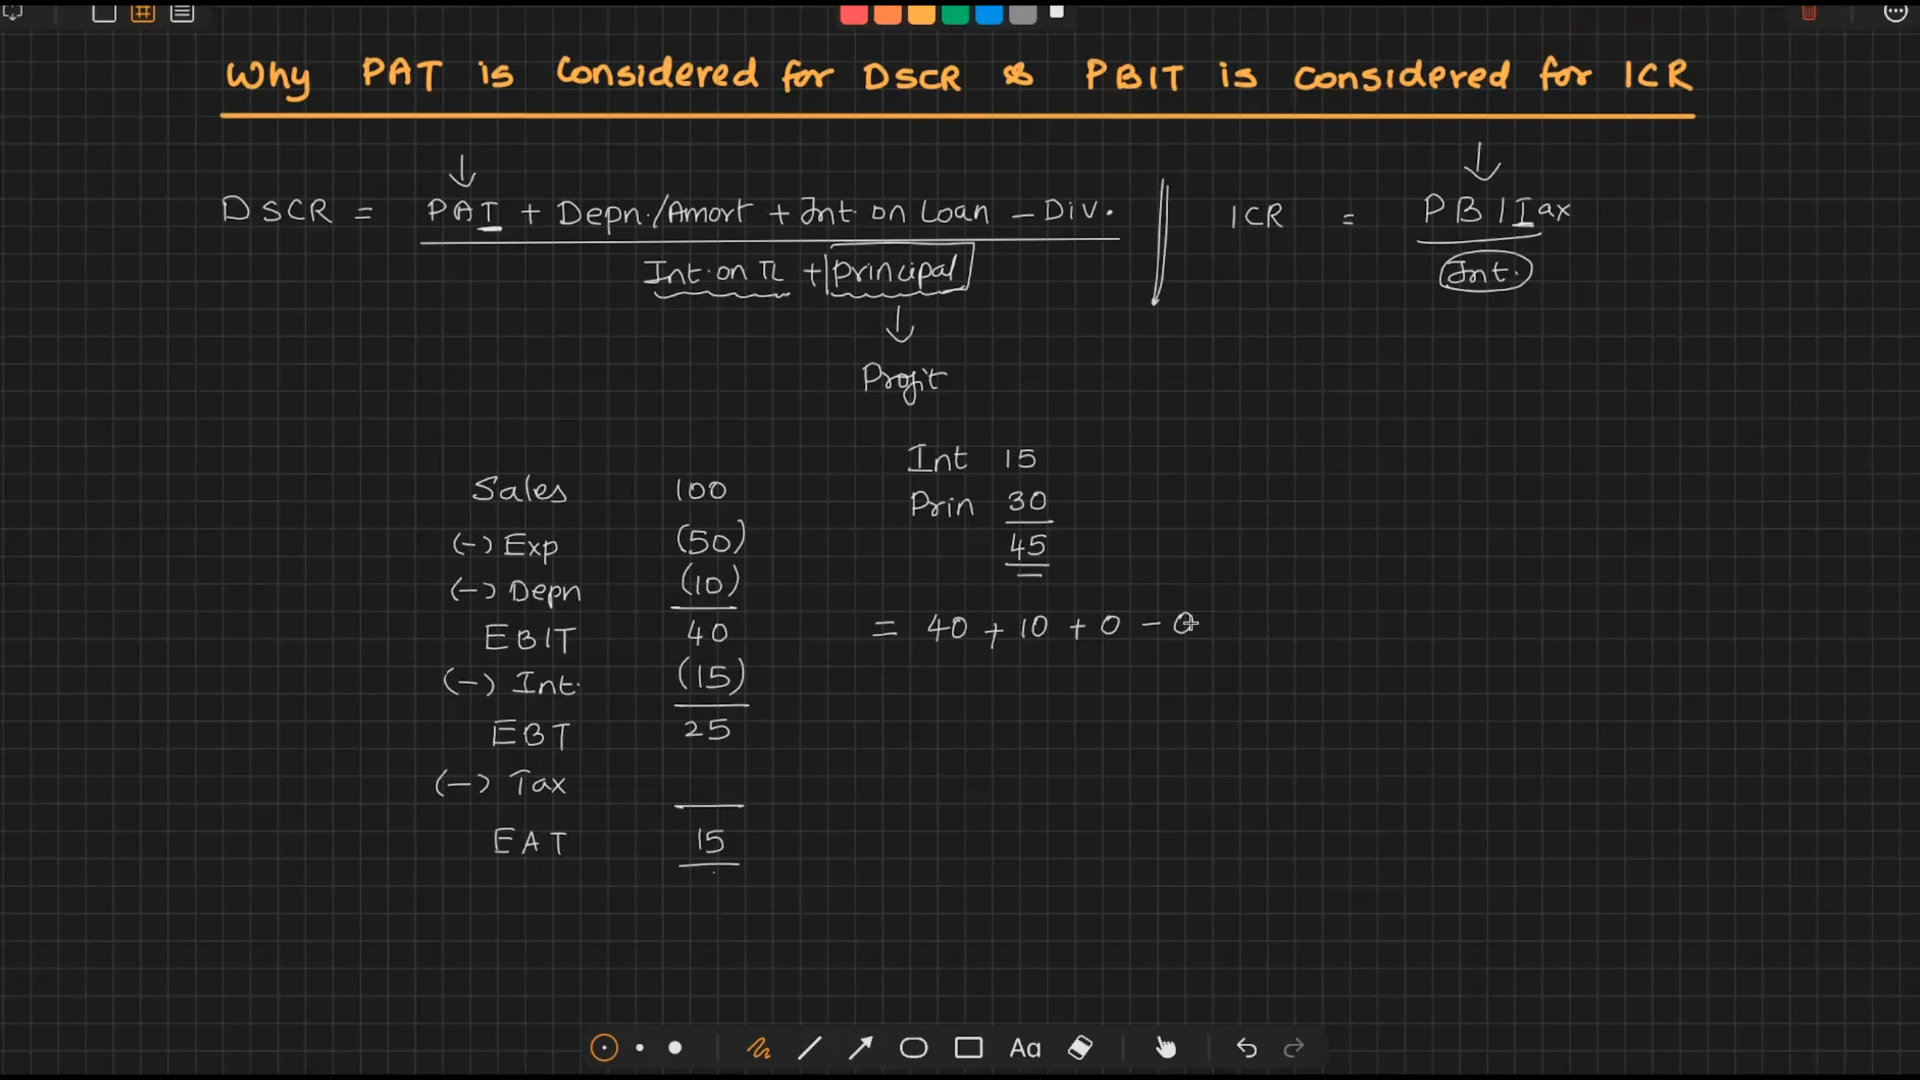 Why PAT is Considered for DSCR & PBIT is considered for ICR
DSCR = PAT + Depn./Amort + Int. on Loan - Div.
Int. on TL + principal
ICR = PBITax
Int.
Profit
Int 15
Prin 30
45
Sales 100
(-) Exp (50)
(-) Depn (10)
EBIT 40
(-) Int. (15)
EBT 25
(-) Tax
EAT 15
= 40 + 10 + 0 - 0
Aa